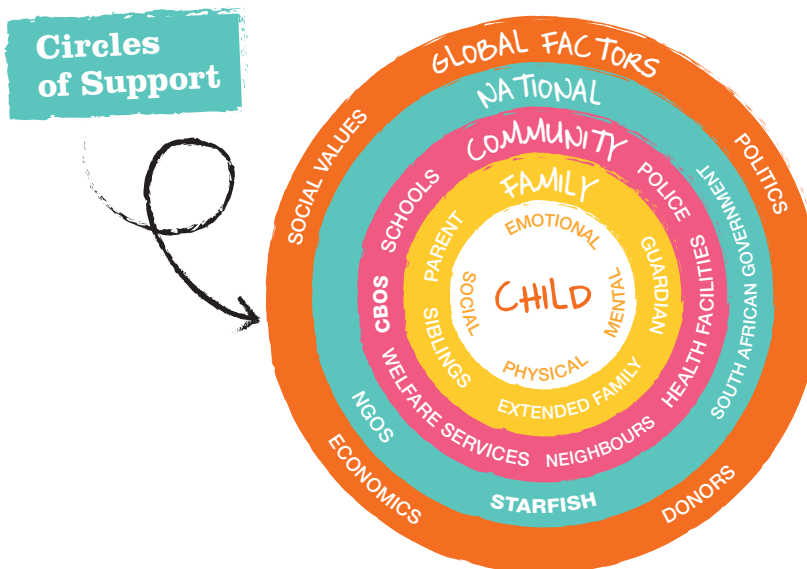 Circles
of Support
GLOBAL FACTORS
SOCIAL VALUES
POLITICS
ECONOMICS
DONORS
NATIONAL
SOUTH AFRICAN GOVERNMENT
NGOS
STARFISH
COMMUNITY
SCHOOLS
POLICE
CBOS
HEALTH FACILITIES
WELFARE SERVICES
NEIGHBOURS
FAMILY
PARENT
GUARDIAN
SIBLINGS
EXTENDED FAMILY
EMOTIONAL
SOCIAL
CHILD
MENTAL
PHYSICAL